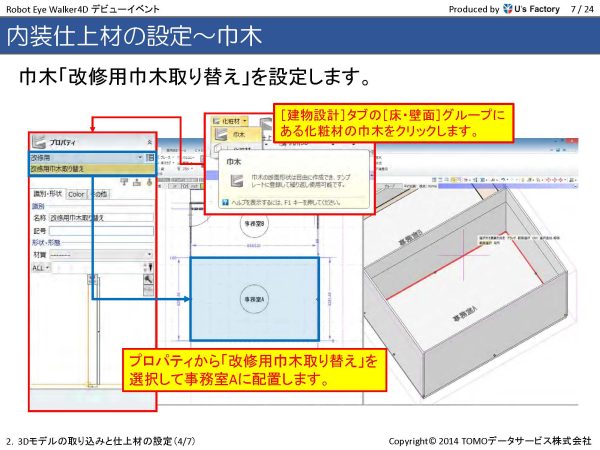 Robot Eye Walker4D デビューイベント
Produced by U's Factory 7 / 24
内装仕上材の設定～巾木
巾木「改修用巾木取り替え」を設定します。
[建物設計]タブの[床・壁面]グループに
ある化粧材の巾木をクリックします。
化粧材
巾木
巾木
巾木の断面形状は自由に作成でき、テンプ
レートに登録して繰り返し使用可能です。
ヘルプを表示するには、F1 キーを押してください。
プロパティ
改修用
改修用巾木取り替え
識別・形状 Color その他
識別
名称 改修用巾木取り替え
記号
形状・形態
材質
ALL
事務室B
事務室A
事務室B
事務室A
プロパティから「改修用巾木取り替え」を
選択して事務室Aに配置します。
2. 3Dモデルの取り込みと仕上材の設定(4/7)
Copyright© 2014 TOMOデータサービス株式会社